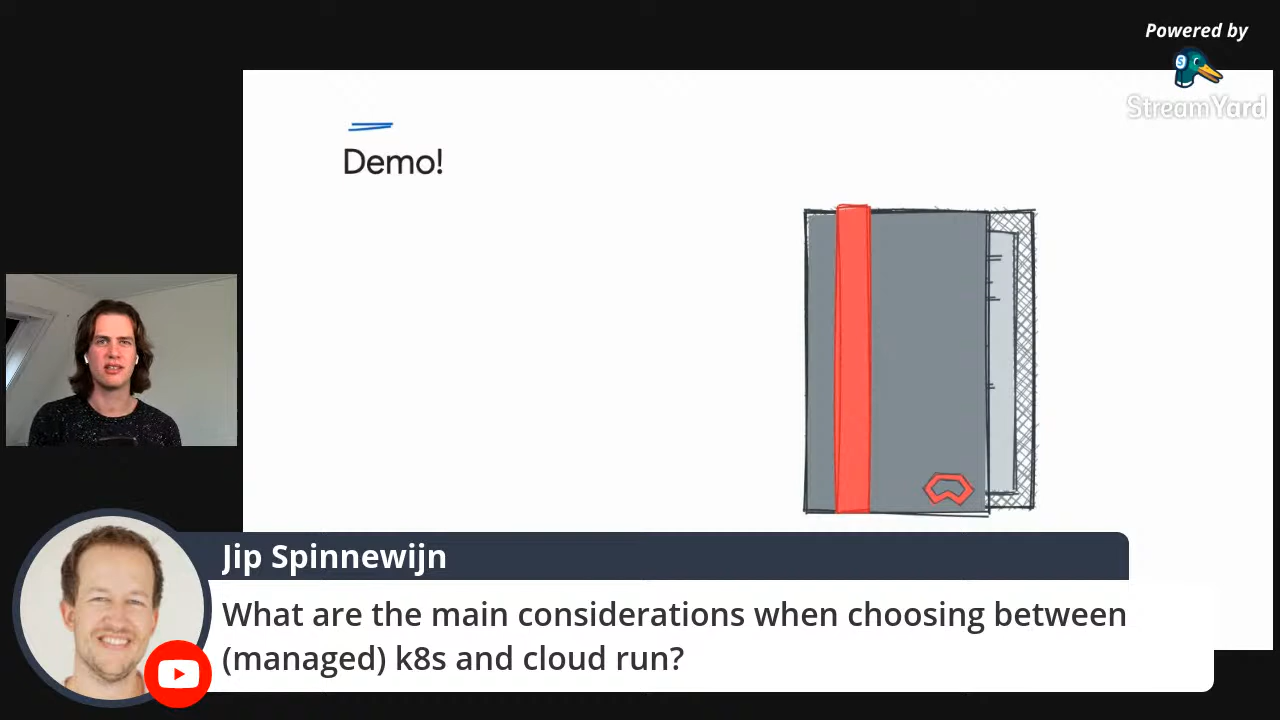 Powered by
StreamYard
Demo!
Jip Spinnewijn
What are the main considerations when choosing between
(managed) k8s and cloud run?